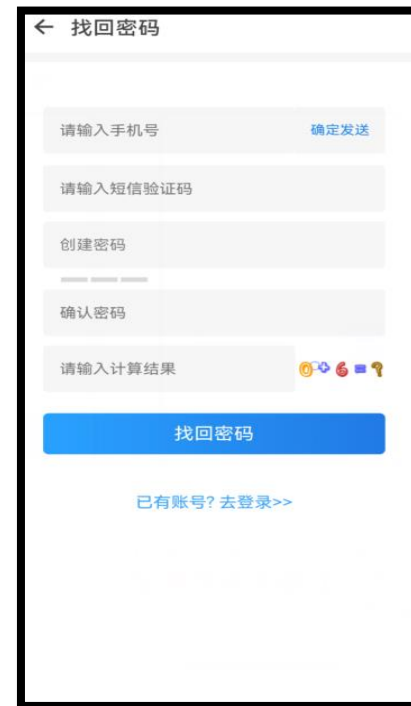 ← 找回密码
请输入手机号 确定发送
请输入短信验证码
创建密码
确认密码
请输入计算结果 0+6=?
找回密码
已有账号? 去登录>>